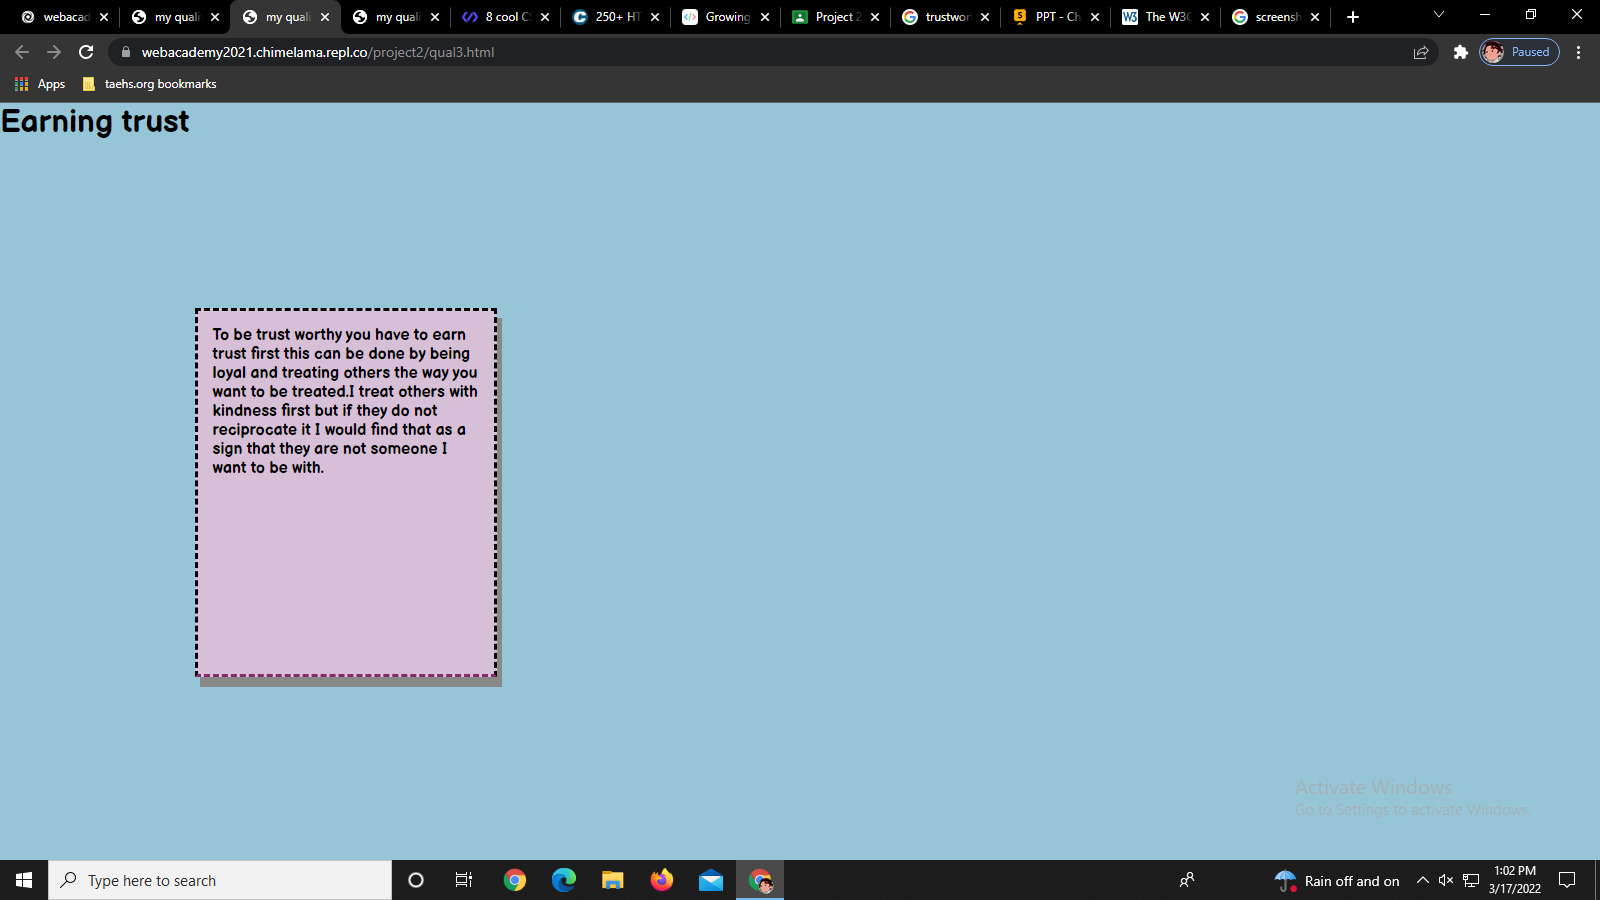 webacad
my quali
my quali
my quali
8 cool C
250+ HT
Growing
Project 2
trustwor
PPT - Ch
The W3C
screensh
webacademy2021.chimelama.repl.co/project2/qual3.html
Paused
Apps
taehs.org bookmarks
Earning trust
To be trust worthy you have to earn
trust first this can be done by being
loyal and treating others the way you
want to be treated.I treat others with
kindness first but if they do not
reciprocate it I would find that as a
sign that they are not someone I
want to be with.
Activate Windows
Go to Settings to activate Windows.
Type here to search
Rain off and on
1:02 PM
3/17/2022